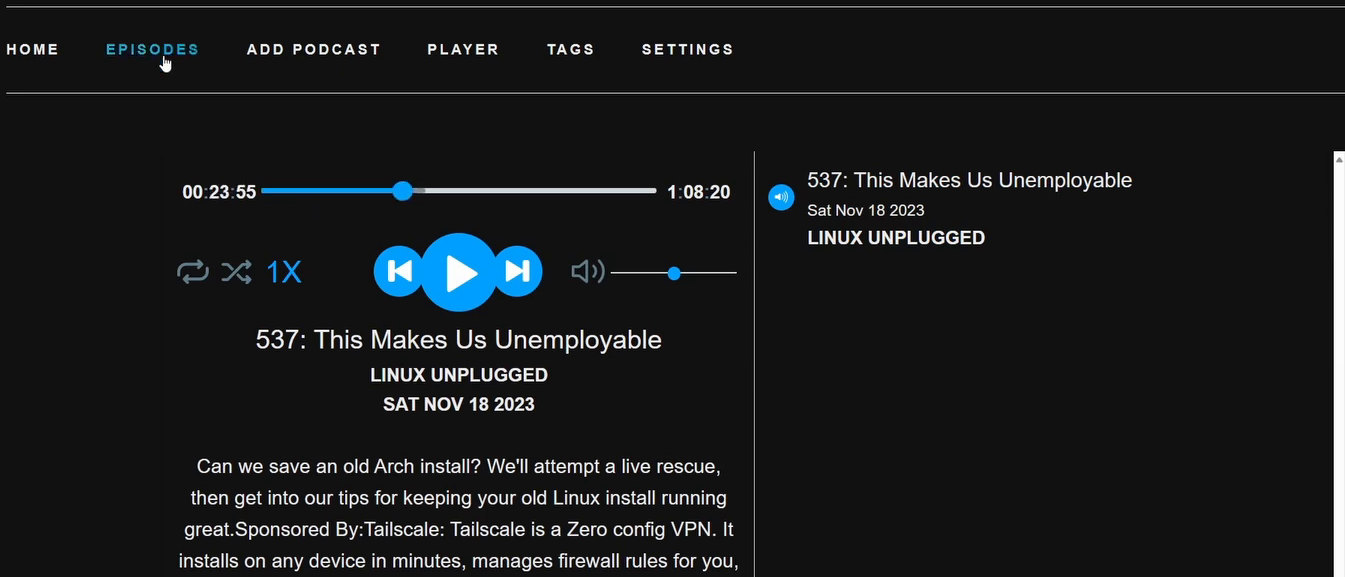 HOME EPISODES ADD PODCAST PLAYER TAGS SETTINGS
00:23:55 1:08:20
1X
537: This Makes Us Unemployable
LINUX UNPLUGGED
SAT NOV 18 2023
Can we save an old Arch install? We'll attempt a live rescue,
then get into our tips for keeping your old Linux install running
great.Sponsored By:Tailscale: Tailscale is a Zero config VPN. It
installs on any device in minutes, manages firewall rules for you,
537: This Makes Us Unemployable
Sat Nov 18 2023
LINUX UNPLUGGED